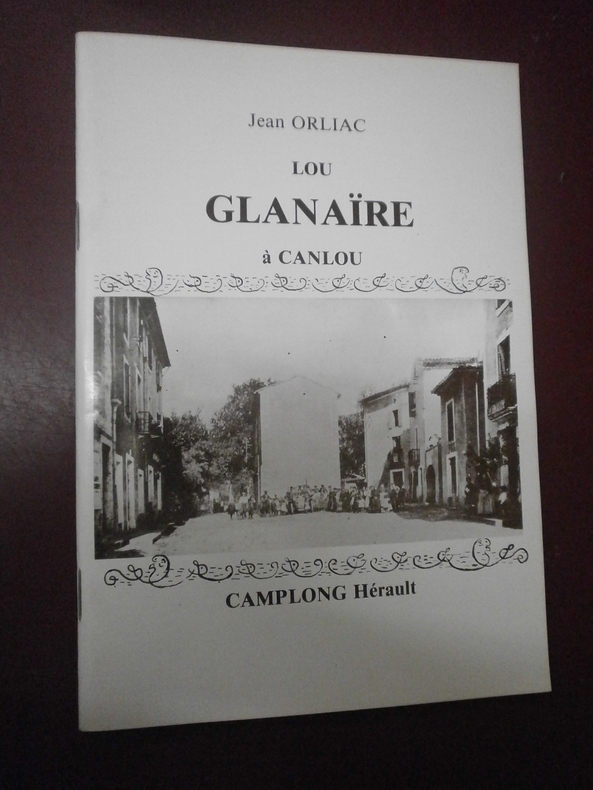 Jean ORLIAC
LOU
GLANAÏRE
à CANLOU
CAMPLONG Hérault